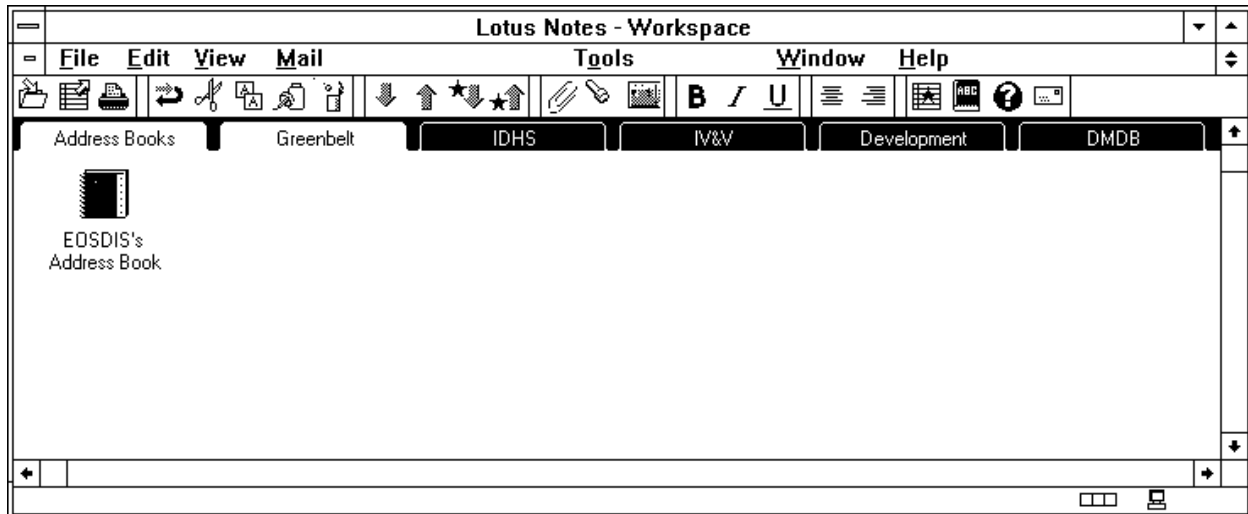 Lotus Notes - Workspace
File Edit View Mail Tools Window Help
B I U ABC ?
Address Books Greenbelt IDHS IV&V Development DMDB
EOSDIS's
Address Book